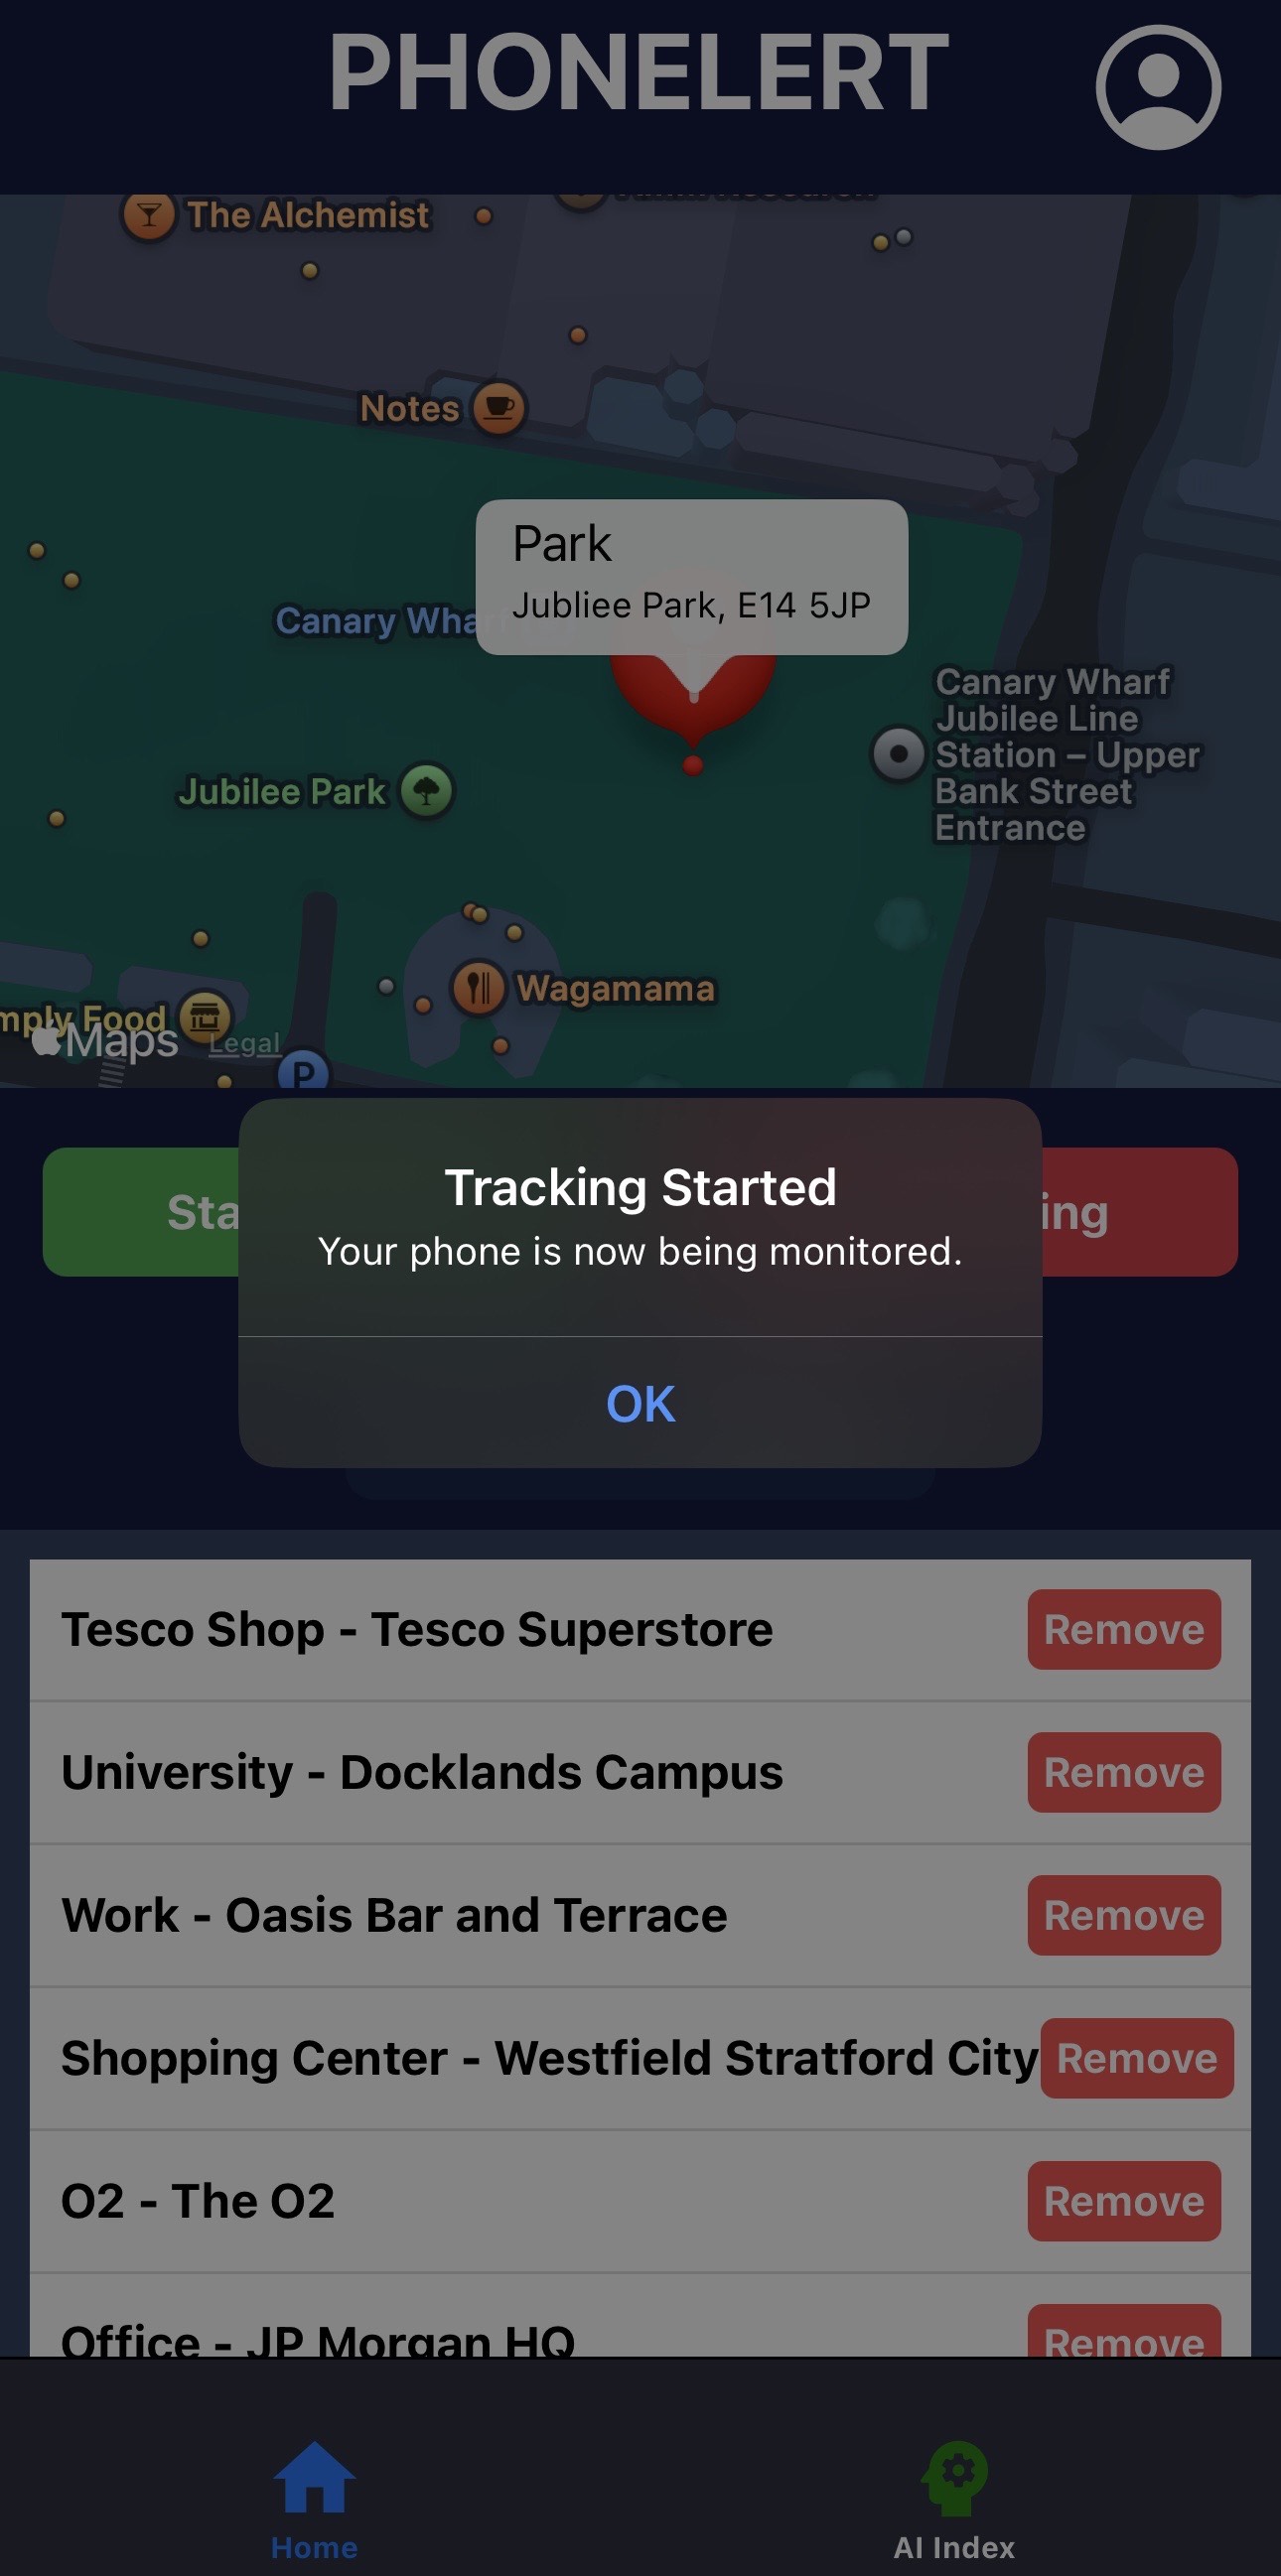 PHONELERT
The Alchemist
Notes
Park
Jubliee Park, E14 5JP
Canary Wha
Canary Wharf
Jubilee Line
Station – Upper
Bank Street
Entrance
Jubilee Park
Wagamama
mply Food
Maps
Legal
P
Tracking Started
Your phone is now being monitored.
Sta
ing
OK
Tesco Shop - Tesco Superstore
Remove
University - Docklands Campus
Remove
Work - Oasis Bar and Terrace
Remove
Shopping Center - Westfield Stratford City
Remove
O2 - The O2
Remove
Office - JP Morgan HQ
Remove
Home
AI Index